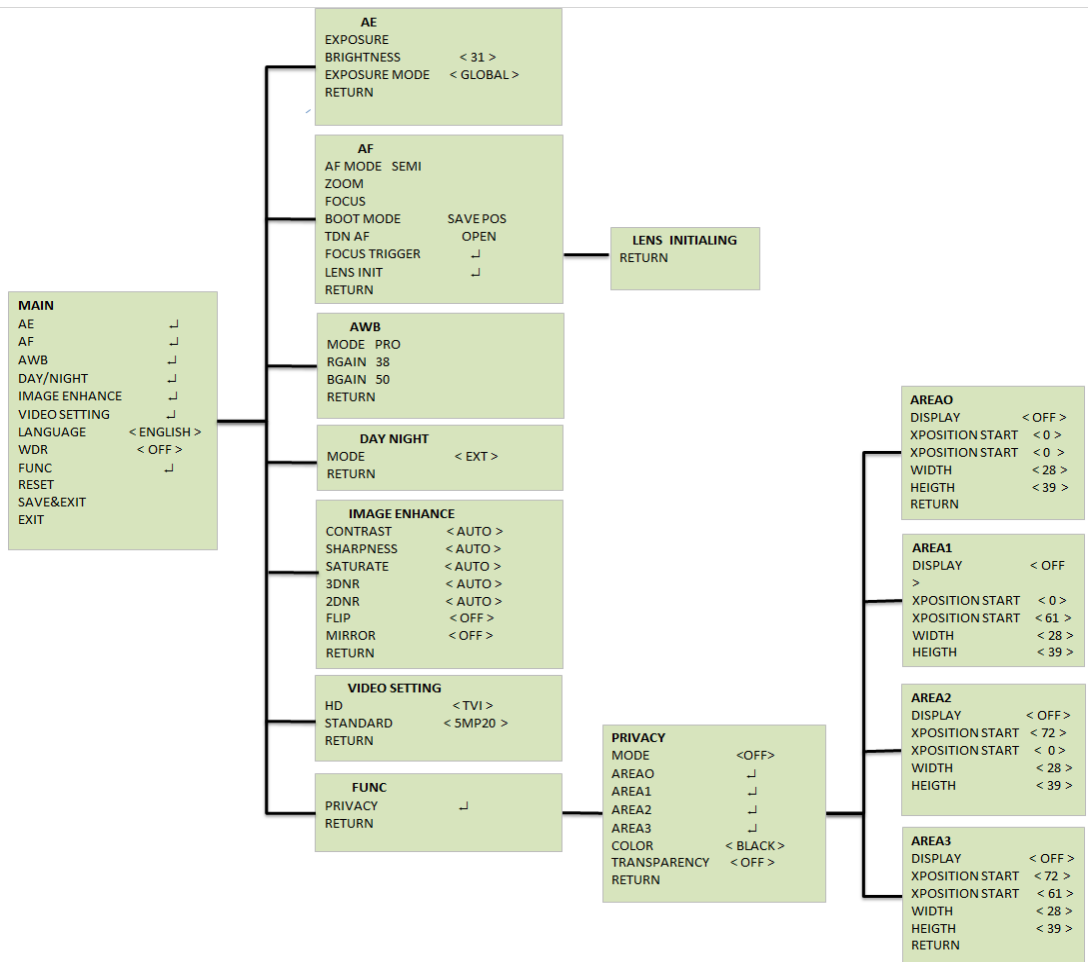 MAIN
AE ↵
AF ↵
AWB ↵
DAY/NIGHT ↵
IMAGE ENHANCE ↵
VIDEO SETTING ↵
LANGUAGE < ENGLISH >
WDR < OFF >
FUNC ↵
RESET
SAVE&EXIT
EXIT
AE
EXPOSURE
BRIGHTNESS < 31 >
EXPOSURE MODE < GLOBAL >
RETURN
AF
AF MODE SEMI
ZOOM
FOCUS
BOOT MODE SAVE POS
TDN AF OPEN
FOCUS TRIGGER ↵
LENS INIT ↵
RETURN
LENS INITIALING
RETURN
AWB
MODE PRO
RGAIN 38
BGAIN 50
RETURN
DAY NIGHT
MODE < EXT >
RETURN
IMAGE ENHANCE
CONTRAST < AUTO >
SHARPNESS < AUTO >
SATURATE < AUTO >
3DNR < AUTO >
2DNR < AUTO >
FLIP < OFF >
MIRROR < OFF >
RETURN
VIDEO SETTING
HD < TVI >
STANDARD < 5MP20 >
RETURN
FUNC
PRIVACY ↵
RETURN
PRIVACY
MODE <OFF>
AREAO ↵
AREA1 ↵
AREA2 ↵
AREA3 ↵
COLOR < BLACK >
TRANSPARENCY < OFF >
RETURN
AREAO
DISPLAY < OFF >
XPOSITION START < 0 >
XPOSITION START < 0 >
WIDTH < 28 >
HEIGTH < 39 >
RETURN
AREA1
DISPLAY < OFF
>
XPOSITION START < 0 >
XPOSITION START < 61 >
WIDTH < 28 >
HEIGTH < 39 >
AREA2
DISPLAY < OFF>
XPOSITION START < 72 >
XPOSITION START < 0 >
WIDTH < 28 >
HEIGTH < 39 >
AREA3
DISPLAY < OFF >
XPOSITION START < 72 >
XPOSITION START < 61 >
WIDTH < 28 >
HEIGTH < 39 >
RETURN